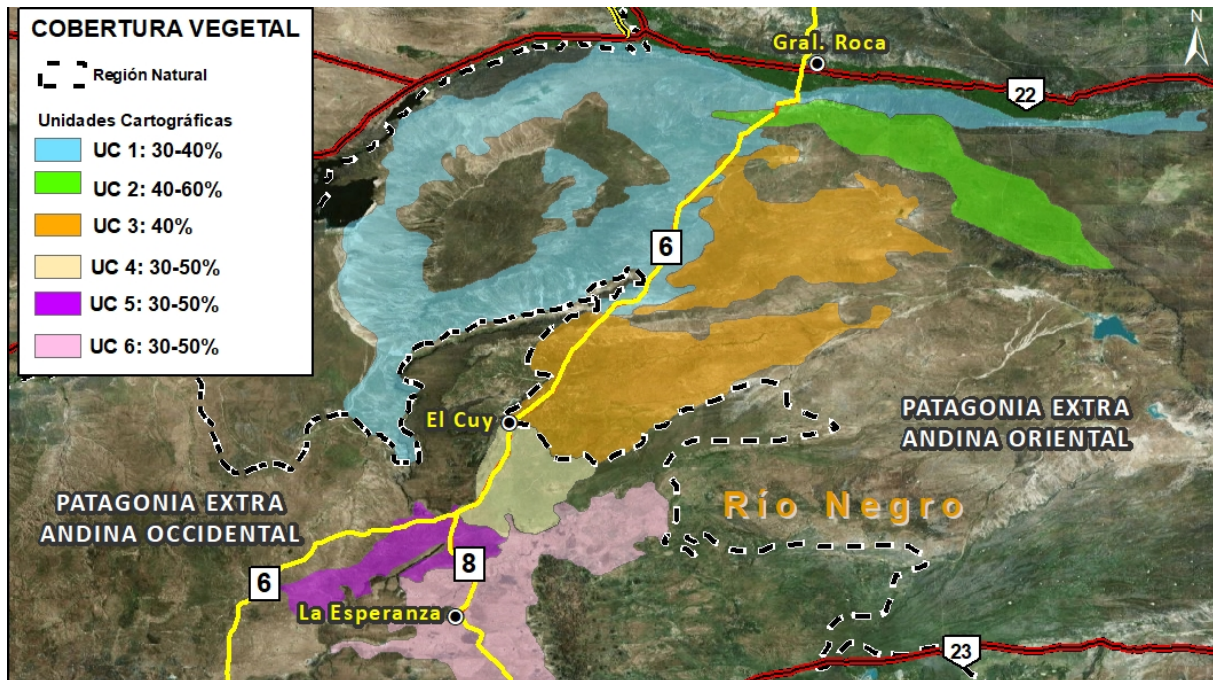 COBERTURA VEGETAL
Región Natural
Unidades Cartográficas
UC 1: 30-40%
UC 2: 40-60%
UC 3: 40%
UC 4: 30-50%
UC 5: 30-50%
UC 6: 30-50%
N
Gral. Roca
22
6
El Cuy
PATAGONIA EXTRA
ANDINA ORIENTAL
PATAGONIA EXTRA
ANDINA OCCIDENTAL
Río Negro
8
6
La Esperanza
23